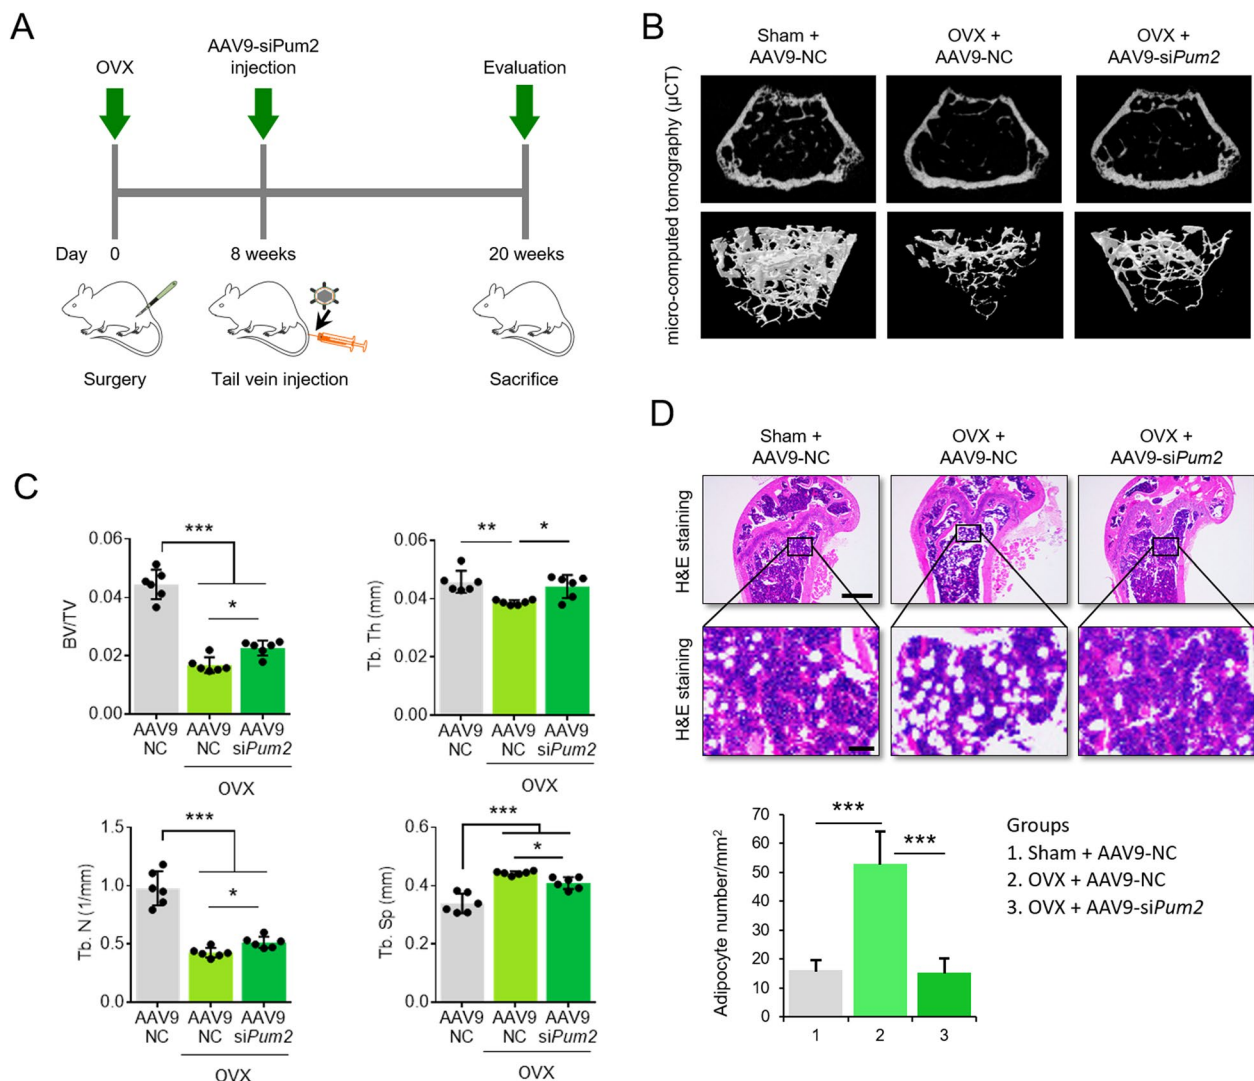 A
OVX
AAV9-siPum2
injection
Evaluation
Day 0
8 weeks
20 weeks
Surgery
Tail vein injection
Sacrifice
B
Sham +
AAV9-NC
OVX +
AAV9-NC
OVX +
AAV9-siPum2
micro-computed tomography (µCT)
C
BV/TV
0.06
0.04
0.02
0.00
***
*
AAV9
NC
AAV9
NC
AAV9
siPum2
OVX
Tb. Th (mm)
0.06
0.04
0.02
0.00
**
*
AAV9
NC
AAV9
NC
AAV9
siPum2
OVX
Tb. N (1/mm)
1.5
1.0
0.5
0.0
***
*
AAV9
NC
AAV9
NC
AAV9
siPum2
OVX
Tb. Sp (mm)
0.6
0.4
0.2
0.0
***
*
AAV9
NC
AAV9
NC
AAV9
siPum2
OVX
D
Sham +
AAV9-NC
OVX +
AAV9-NC
OVX +
AAV9-siPum2
H&E staining
H&E staining
Adipocyte number/mm²
70
60
50
40
30
20
10
0
***
***
1
2
3
Groups
1. Sham + AAV9-NC
2. OVX + AAV9-NC
3. OVX + AAV9-siPum2